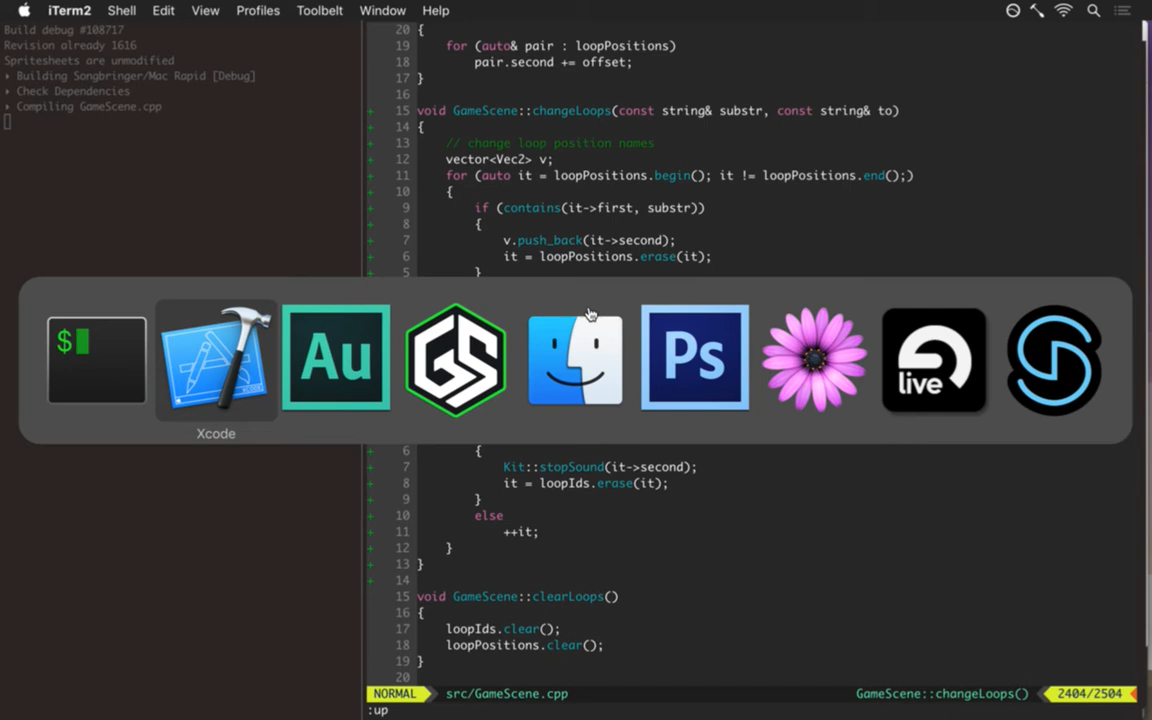 iTerm2 Shell Edit View Profiles Toolbelt Window Help
Build debug #108717
Revision already 1616
Spritesheets are unmodified
Building Songbringer/Mac Rapid [Debug]
Check Dependencies
Compiling GameScene.cpp
20 {
19 for (auto& pair : loopPositions)
18 pair.second += offset;
17 }
16
+ 15 void GameScene::changeLoops(const string& substr, const string& to)
+ 14 {
+ 13 // change loop position names
+ 12 vector<Vec2> v;
+ 11 for (auto it = loopPositions.begin(); it != loopPositions.end();)
+ 10 {
+ 9 if (contains(it->first, substr))
+ 8 {
+ 7 v.push_back(it->second);
+ 6 it = loopPositions.erase(it);
+ 5 }
$
Au
GS
Ps
live
Xcode
+ 6 {
+ 7 Kit::stopSound(it->second);
+ 8 it = loopIds.erase(it);
+ 9 }
+ 10 else
+ 11 ++it;
+ 12 }
+ 13 }
+ 14
15 void GameScene::clearLoops()
16 {
17 loopIds.clear();
18 loopPositions.clear();
19 }
20
NORMAL src/GameScene.cpp GameScene::changeLoops() 2404/2504
:up